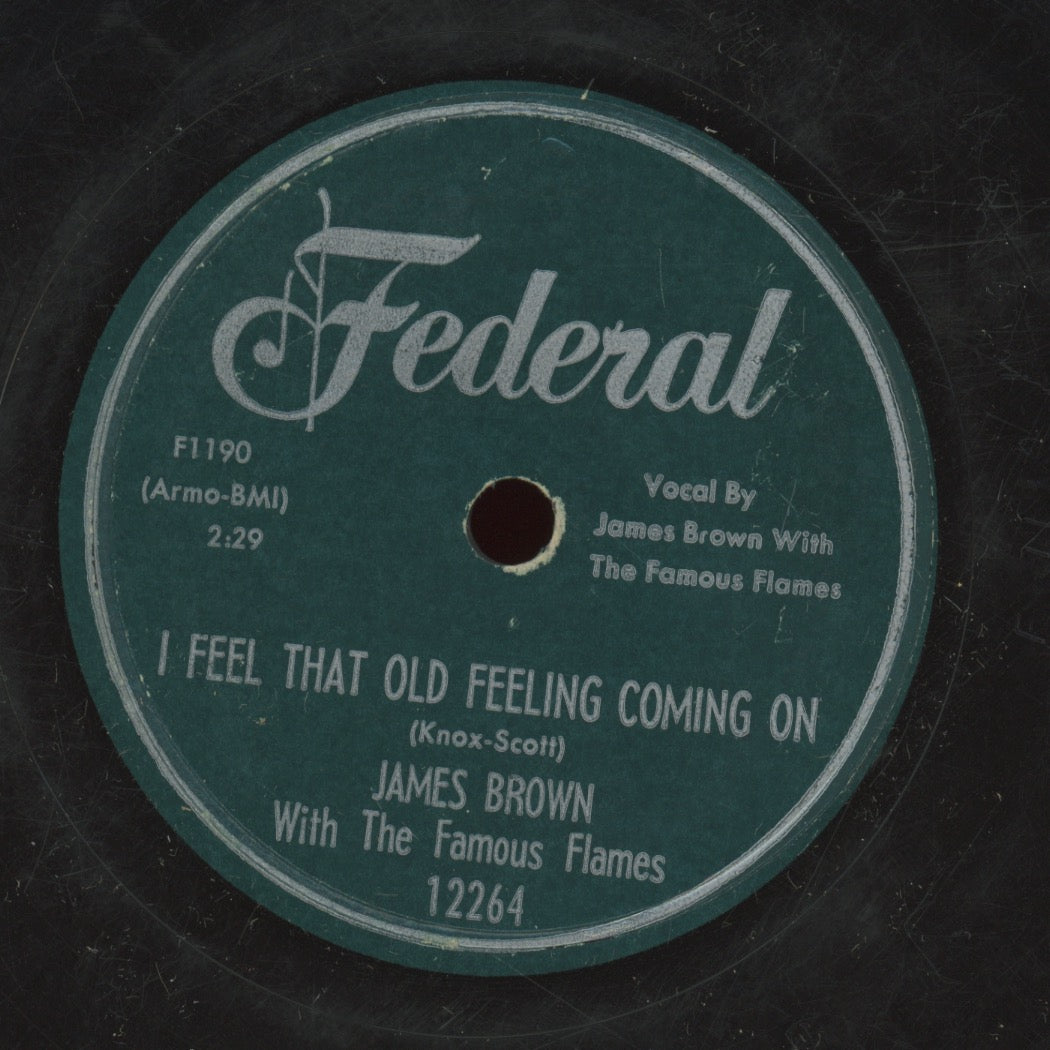 Federal
F1190
(Armo-BMI)
2:29
Vocal By
James Brown With
The Famous Flames
I FEEL THAT OLD FEELING COMING ON
(Knox-Scott)
JAMES BROWN
With The Famous Flames
12264